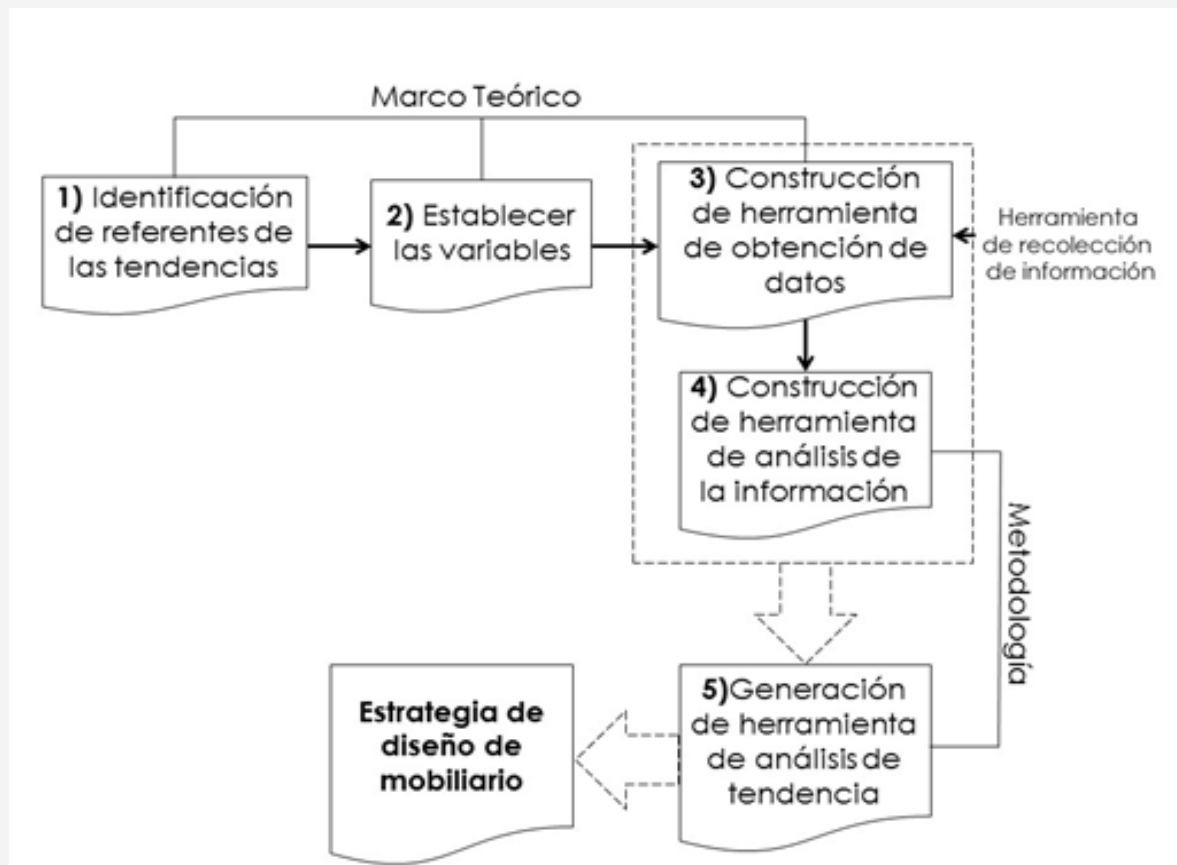 Marco Teórico
1) Identificación
de referentes de
las tendencias
2) Establecer
las variables
3) Construcción
de herramienta
de obtención de
datos
Herramienta
de recolección
de información
4) Construcción
de herramienta
de análisis de
la información
Metodología
5)Generación
de herramienta
de análisis de
tendencia
Estrategia de
diseño de
mobiliario